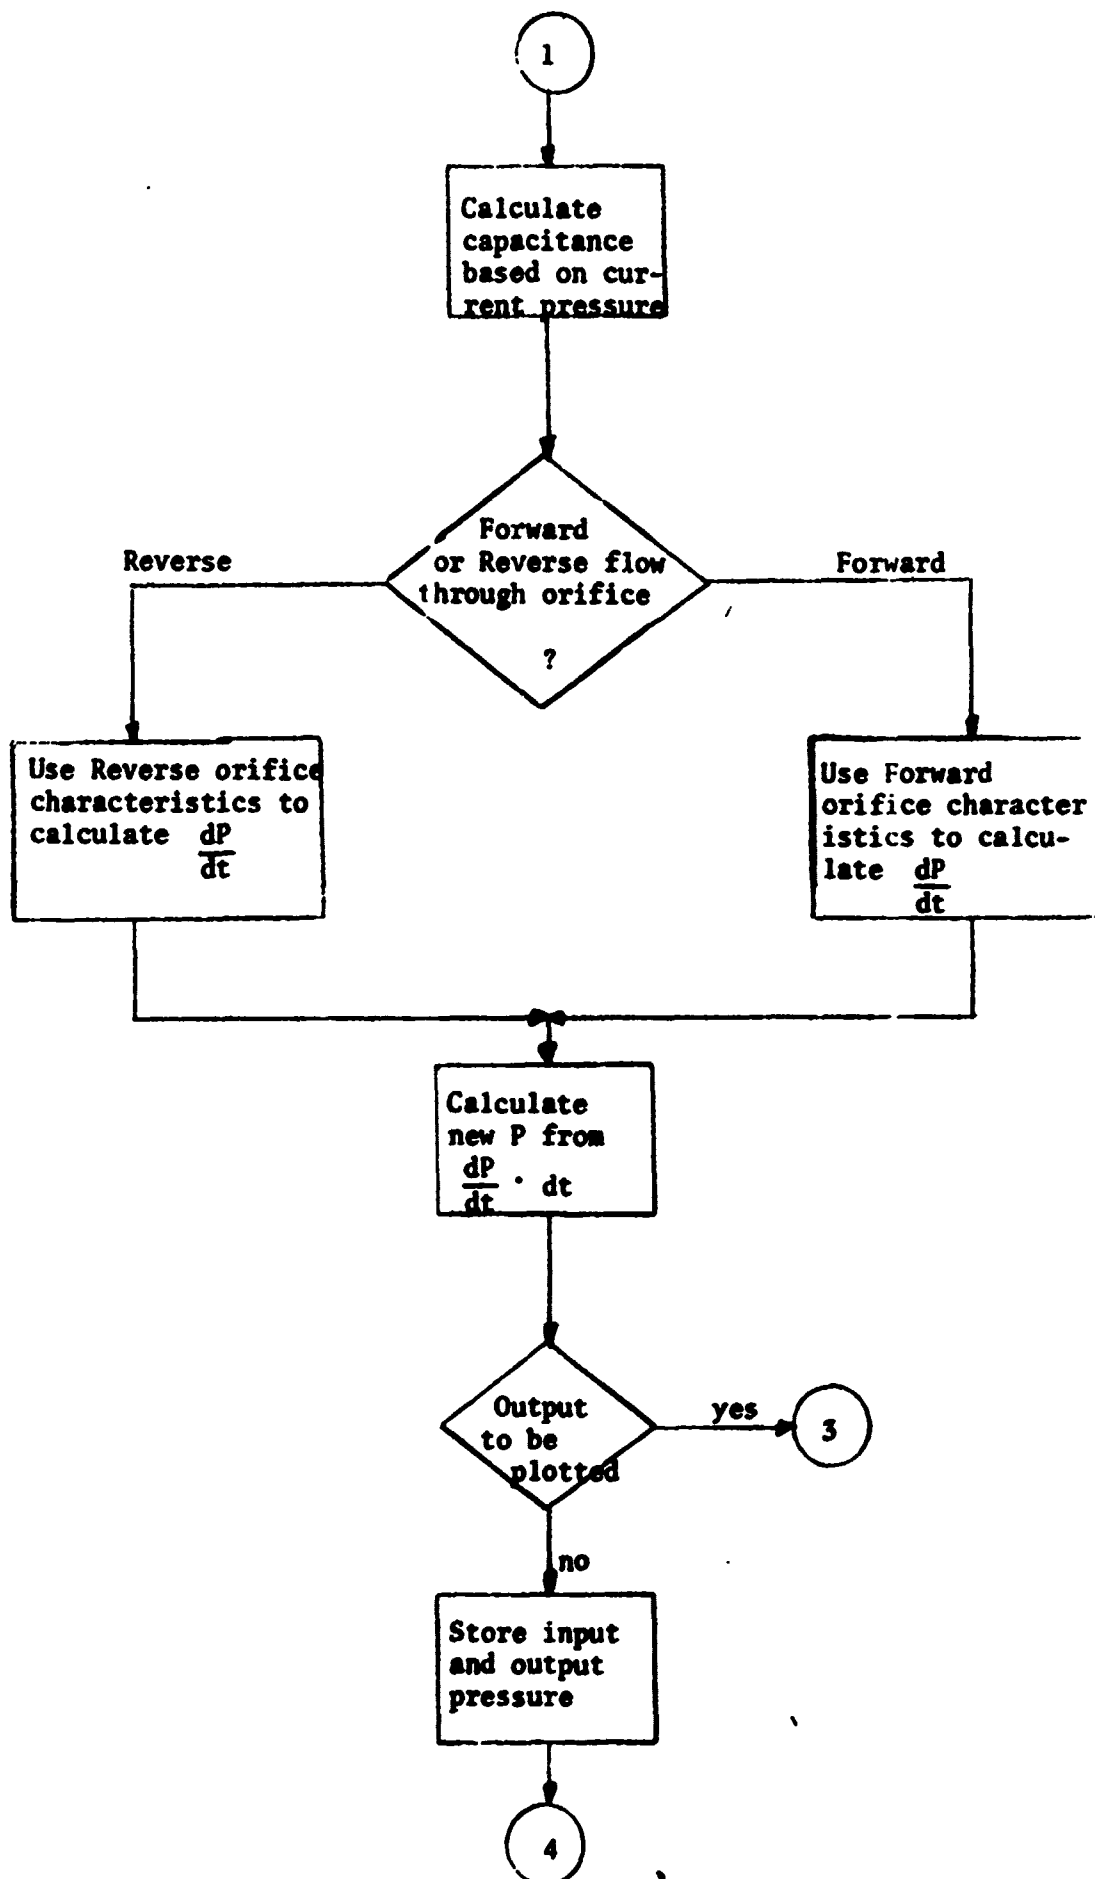 1
Calculate
capacitance
based on cur-
rent pressure
Forward
or Reverse flow
through orifice
?
Reverse
Forward
Use Reverse orifice
characteristics to
calculate dP
dt
Use Forward
orifice character
istics to calcu-
late dP
dt
Calculate
new P from
dP · dt
dt
Output
to be
plotted
yes
3
no
Store input
and output
pressure
4